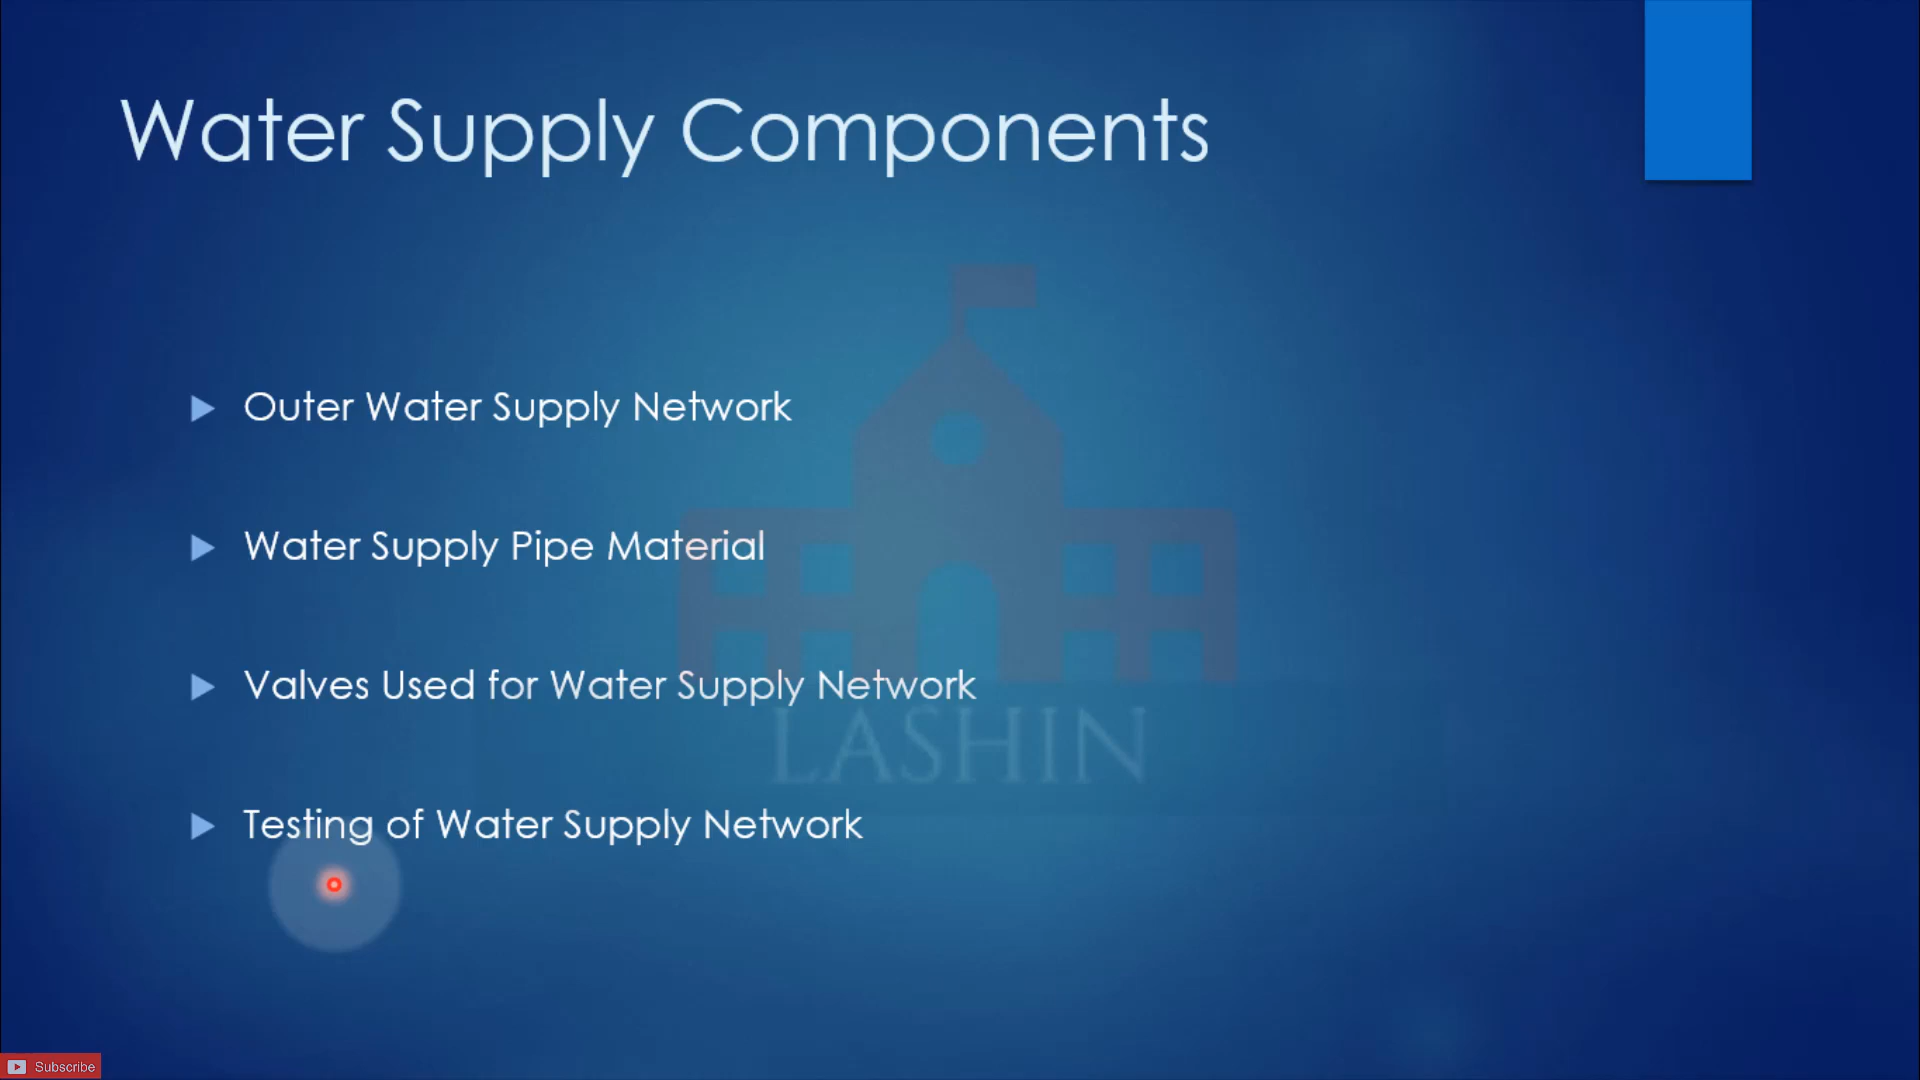 Water Supply Components
Outer Water Supply Network
Water Supply Pipe Material
Valves Used for Water Supply Network
LASHIN
Testing of Water Supply Network
Subscribe